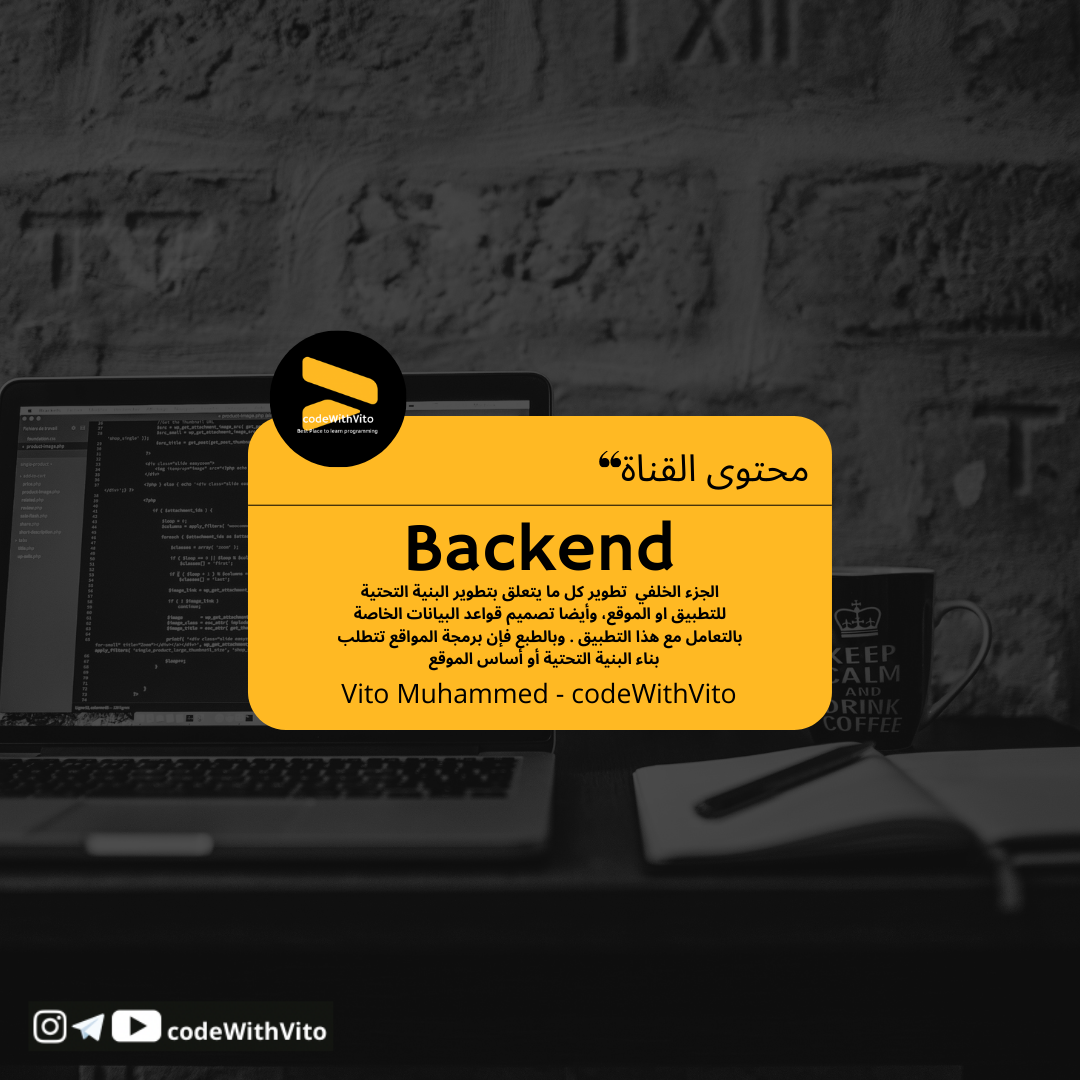 codeWithVito
Best Place to learn programming
محتوى القناة❝
Backend
الجزء الخلفي تطوير كل ما يتعلق بتطوير البنية التحتية
للتطبيق او الموقع، وأيضا تصميم قواعد البيانات الخاصة
بالتعامل مع هذا التطبيق . وبالطبع فإن برمجة المواقع تتطلب
بناء البنية التحتية أو أساس الموقع
Vito Muhammed - codeWithVito
KEEP
CALM
AND
DRINK
COFFEE
codeWithVito